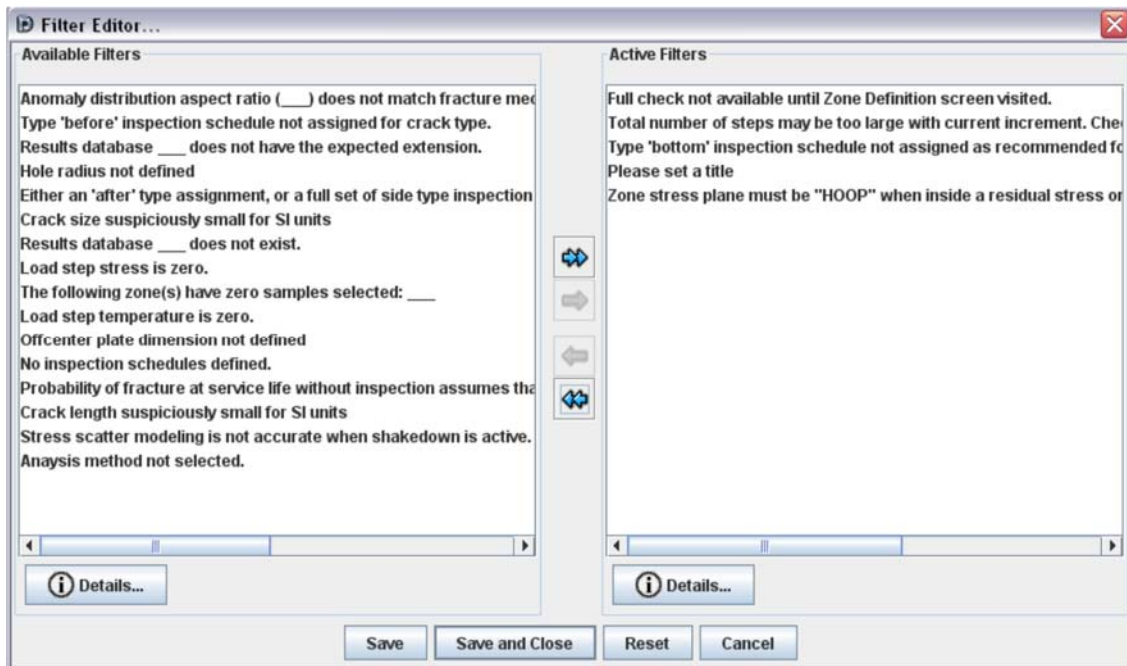 Filter Editor...
Available Filters
Anomaly distribution aspect ratio (___) does not match fracture mec
Type 'before' inspection schedule not assigned for crack type.
Results database ___ does not have the expected extension.
Hole radius not defined
Either an 'after' type assignment, or a full set of side type inspection
Crack size suspiciously small for SI units
Results database ___ does not exist.
Load step stress is zero.
The following zone(s) have zero samples selected: ___
Load step temperature is zero.
Offcenter plate dimension not defined
No inspection schedules defined.
Probability of fracture at service life without inspection assumes tha
Crack length suspiciously small for SI units
Stress scatter modeling is not accurate when shakedown is active.
Anaysis method not selected.
Details...
Active Filters
Full check not available until Zone Definition screen visited.
Total number of steps may be too large with current increment. Che
Type 'bottom' inspection schedule not assigned as recommended fo
Please set a title
Zone stress plane must be "HOOP" when inside a residual stress or
Details...
Save
Save and Close
Reset
Cancel